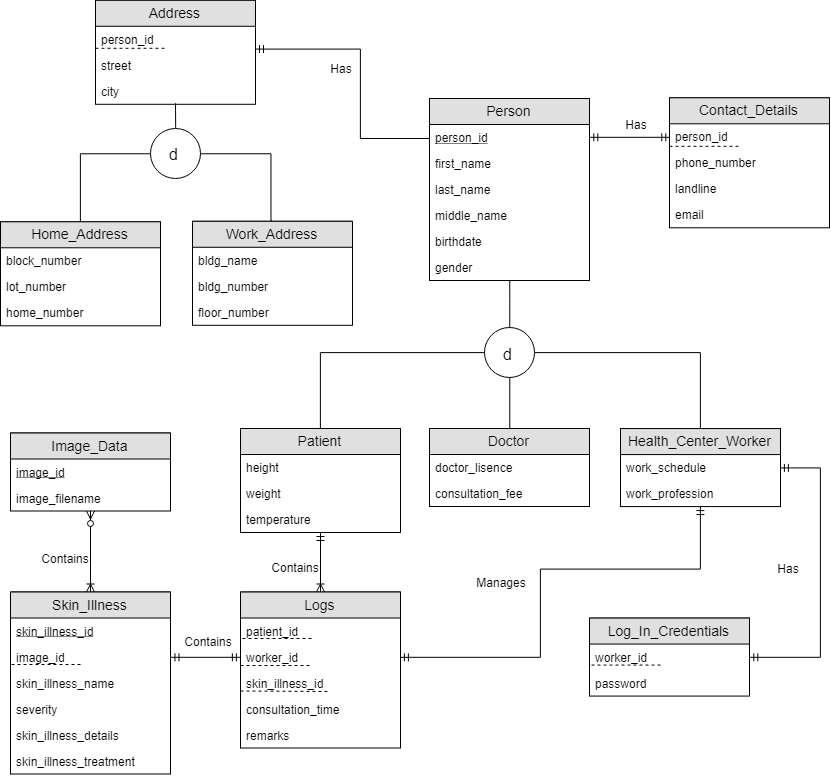 Address
person_id
street
city
Has
Person
person_id
first_name
last_name
middle_name
birthdate
gender
Has
Contact_Details
person_id
phone_number
landline
email
d
Home_Address
block_number
lot_number
home_number
Work_Address
bldg_name
bldg_number
floor_number
d
Image_Data
image_id
image_filename
Patient
height
weight
temperature
Doctor
doctor_lisence
consultation_fee
Health_Center_Worker
work_schedule
work_profession
Contains
Contains
Manages
Has
Skin_Illness
skin_illness_id
image_id
skin_illness_name
severity
skin_illness_details
skin_illness_treatment
Contains
Logs
patient_id
worker_id
skin_illness_id
consultation_time
remarks
Log_In_Credentials
worker_id
password